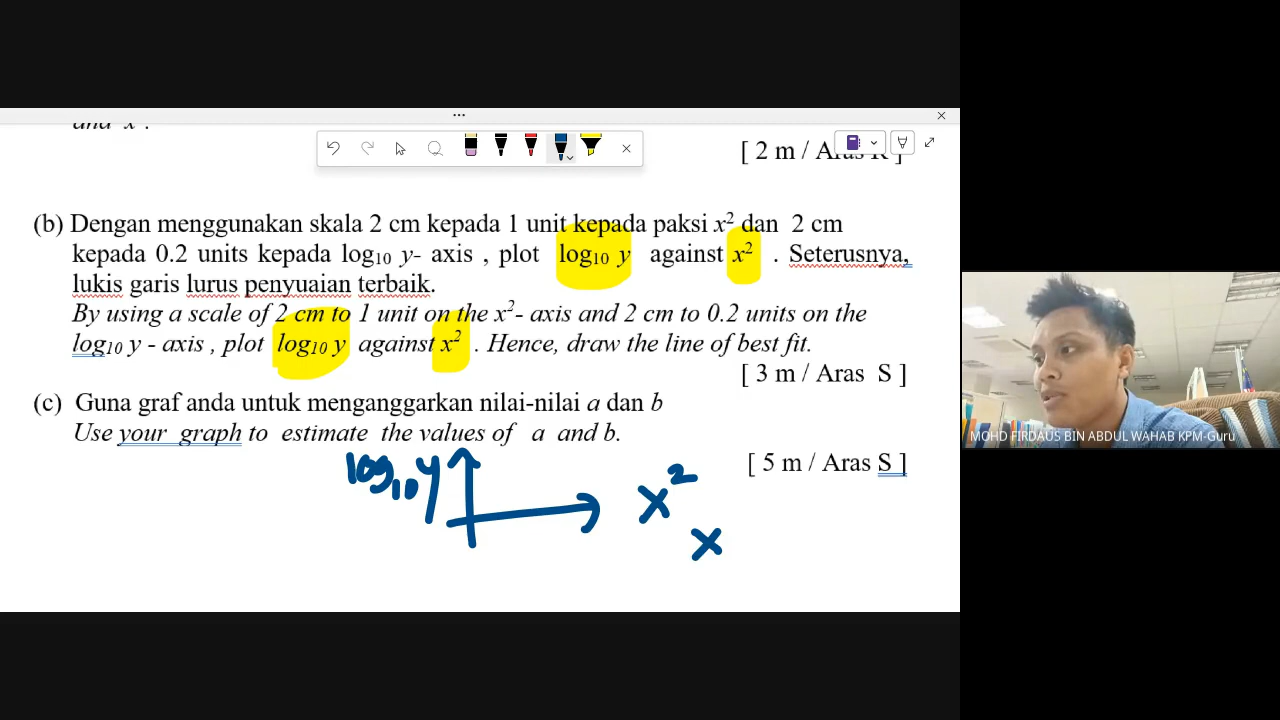 and x .
[ 2 m / Aras R ]
(b) Dengan menggunakan skala 2 cm kepada 1 unit kepada paksi x² dan 2 cm
kepada 0.2 units kepada log₁₀ y- axis , plot log₁₀ y against x² . Seterusnya,
lukis garis lurus penyuaian terbaik.
By using a scale of 2 cm to 1 unit on the x²- axis and 2 cm to 0.2 units on the
log₁₀ y - axis , plot log₁₀ y against x² . Hence, draw the line of best fit.
[ 3 m / Aras S ]
(c) Guna graf anda untuk menganggarkan nilai-nilai a dan b
Use your graph to estimate the values of a and b.
[ 5 m / Aras S ]
log₁₀ y
x²
x
MOHD FIRDAUS BIN ABDUL WAHAB KPM-Guru